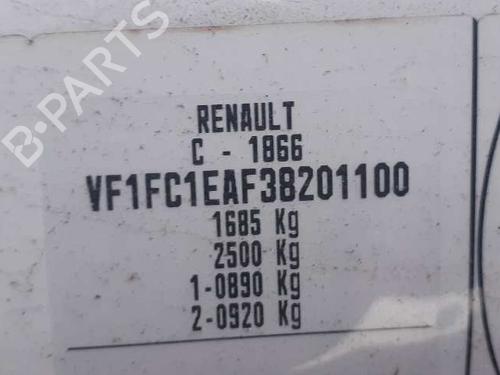 B-PARTS
RENAULT
C - 1866
VF1FC1EAF38201100
1685 Kg
2500 Kg
1-0890 Kg
2-0920 Kg